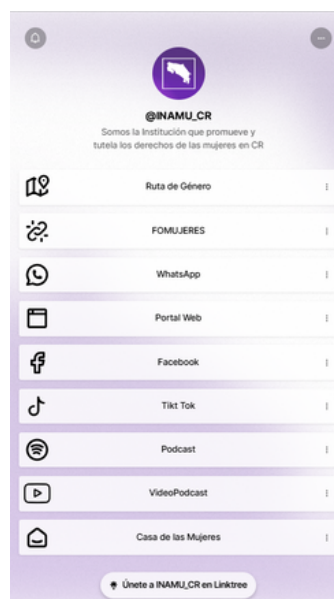 @INAMU_CR
Somos la Institución que promueve y
tutela los derechos de las mujeres en CR
Ruta de Género
FOMUJERES
WhatsApp
Portal Web
Facebook
Tikt Tok
Podcast
VideoPodcast
Casa de las Mujeres
Únete a INAMU_CR en Linktree